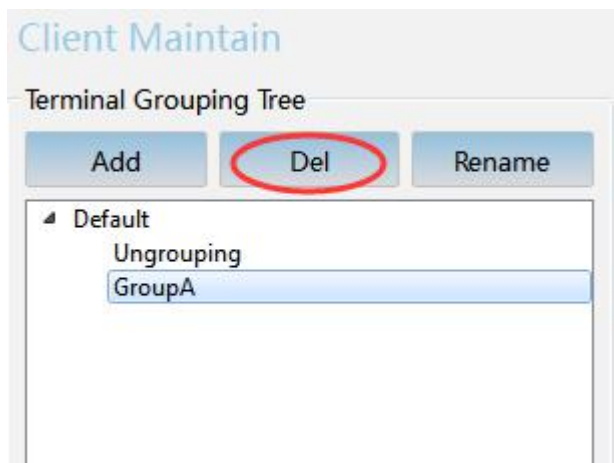 Client Maintain
Terminal Grouping Tree
Add Del Rename
Default
Ungrouping
GroupA